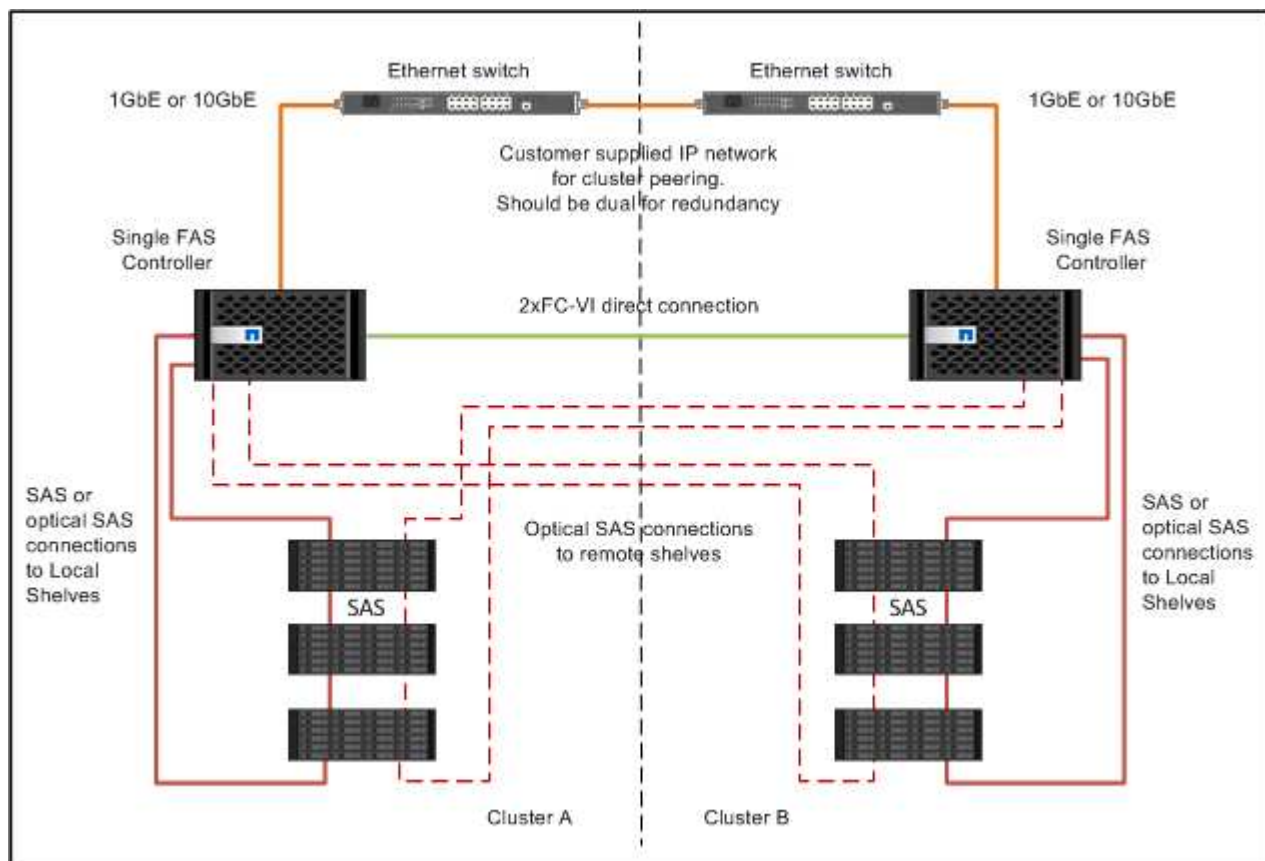 Ethernet switch
Ethernet switch
1GbE or 10GbE
1GbE or 10GbE
Customer supplied IP network
for cluster peering.
Should be dual for redundancy
Single FAS
Controller
Single FAS
Controller
2xFC-VI direct connection
SAS or
optical SAS
connections
to Local
Shelves
Optical SAS connections
to remote shelves
SAS or
optical SAS
connections
to Local
Shelves
SAS
SAS
Cluster A
Cluster B